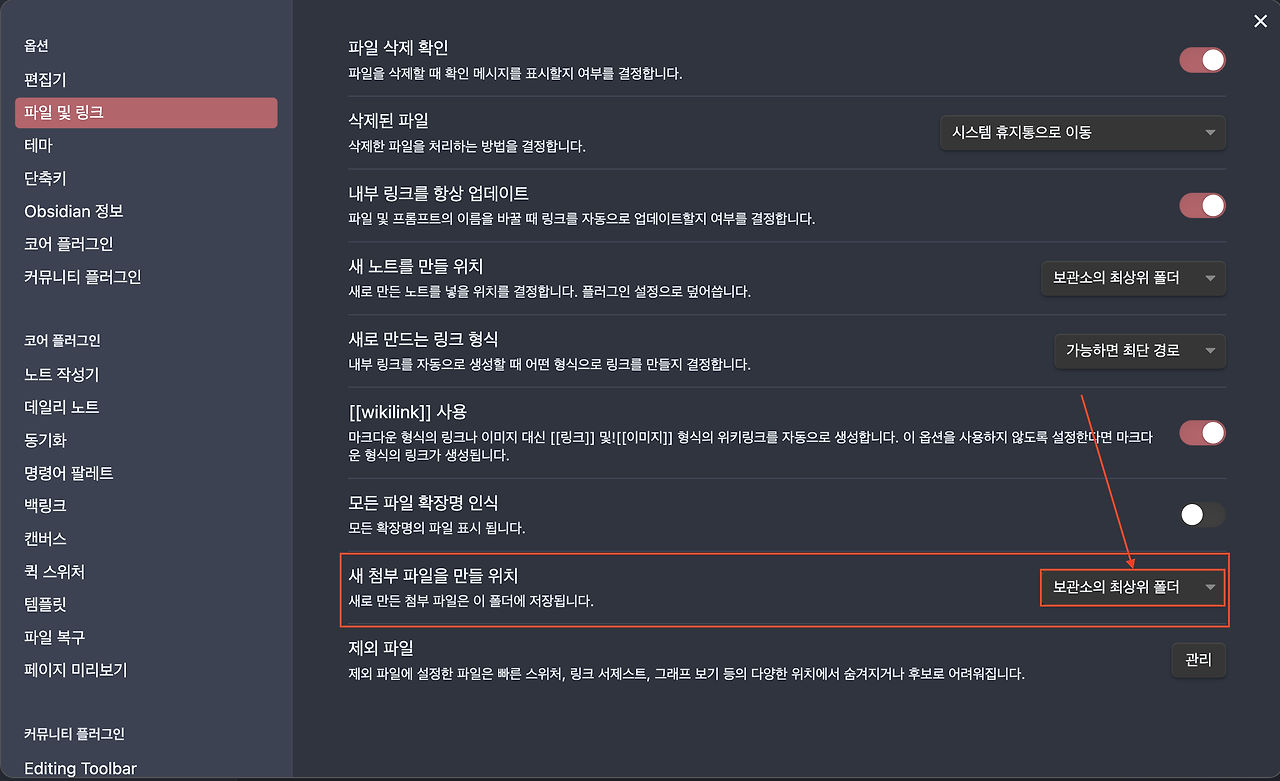 옵션
편집기
파일 및 링크
테마
단축키
Obsidian 정보
코어 플러그인
커뮤니티 플러그인
코어 플러그인
노트 작성기
데일리 노트
동기화
명령어 팔레트
백링크
캔버스
퀵 스위처
템플릿
파일 복구
페이지 미리보기
커뮤니티 플러그인
Editing Toolbar
파일 삭제 확인
파일을 삭제할 때 확인 메시지를 표시할지 여부를 결정합니다.
삭제된 파일
삭제한 파일을 처리하는 방법을 결정합니다.
시스템 휴지통으로 이동
내부 링크를 항상 업데이트
파일 및 프롬프트의 이름을 바꿀 때 링크를 자동으로 업데이트할지 여부를 결정합니다.
새 노트를 만들 위치
새로 만든 노트를 넣을 위치를 결정합니다. 플러그인 설정으로 덮어씁니다.
보관소의 최상위 폴더
새로 만드는 링크 형식
내부 링크를 자동으로 생성할 때 어떤 형식으로 링크를 만들지 결정합니다.
가능하면 최단 경로
[[wikilink]] 사용
마크다운 형식의 링크나 이미지 대신 [[링크]] 및![[이미지]] 형식의 위키링크를 자동으로 생성합니다. 이 옵션을 사용하지 않도록 설정한다면 마크다
운 형식의 링크가 생성됩니다.
모든 파일 확장명 인식
모든 확장명의 파일 표시 됩니다.
새 첨부 파일을 만들 위치
새로 만든 첨부 파일은 이 폴더에 저장됩니다.
보관소의 최상위 폴더
제외 파일
제외 파일에 설정한 파일은 빠른 스위처, 링크 서제스트, 그래프 보기 등의 다양한 위치에서 숨겨지거나 후보로 어려워집니다.
관리